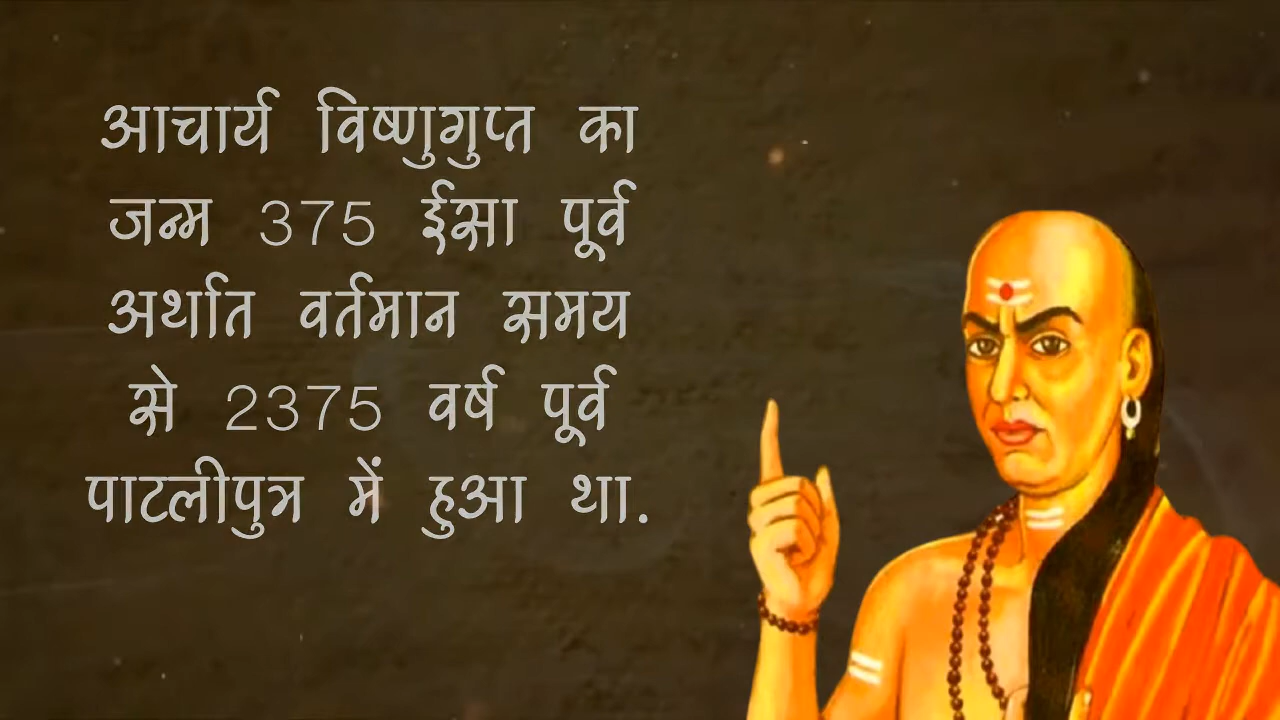 आचार्य विष्णुगुप्त का
जन्म 375 ईसा पूर्व
अर्थात वर्तमान समय
से 2375 वर्ष पूर्व
पाटलीपुत्र में हुआ था.